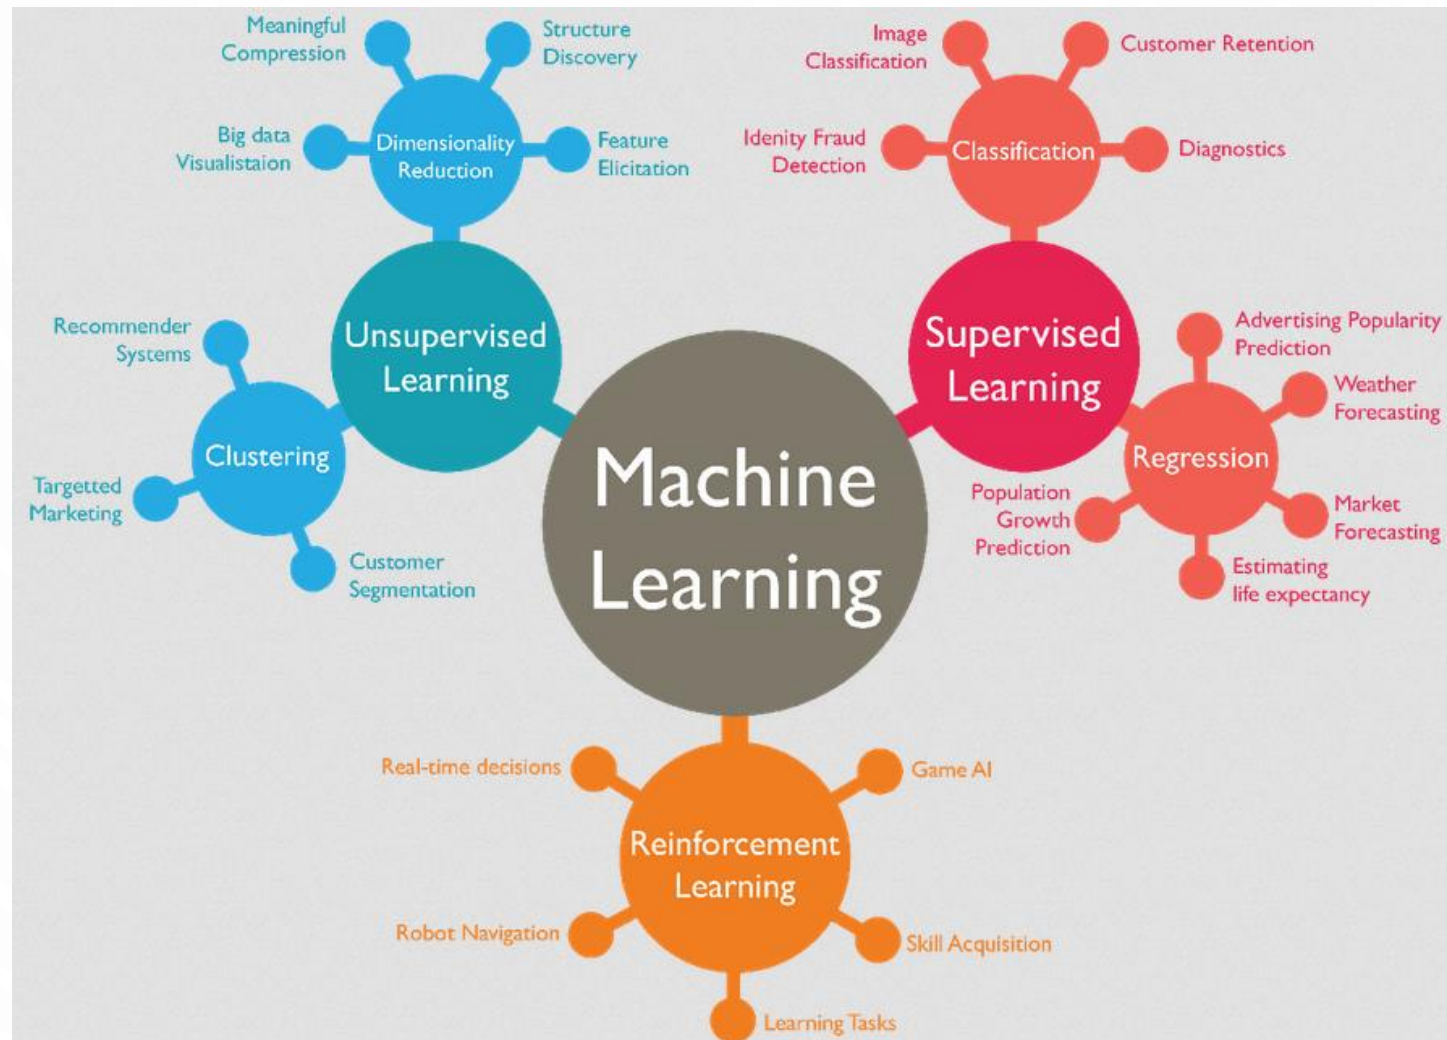 Meaningful
Compression
Structure
Discovery
Big data
Visualistaion
Dimensionality
Reduction
Feature
Elicitation
Image
Classification
Customer Retention
Idenity Fraud
Detection
Classification
Diagnostics
Unsupervised
Learning
Recommender
Systems
Clustering
Targetted
Marketing
Customer
Segmentation
Supervised
Learning
Advertising Popularity
Prediction
Weather
Forecasting
Regression
Population
Growth
Prediction
Market
Forecasting
Estimating
life expectancy
Machine
Learning
Real-time decisions
Game AI
Reinforcement
Learning
Robot Navigation
Skill Acquisition
Learning Tasks